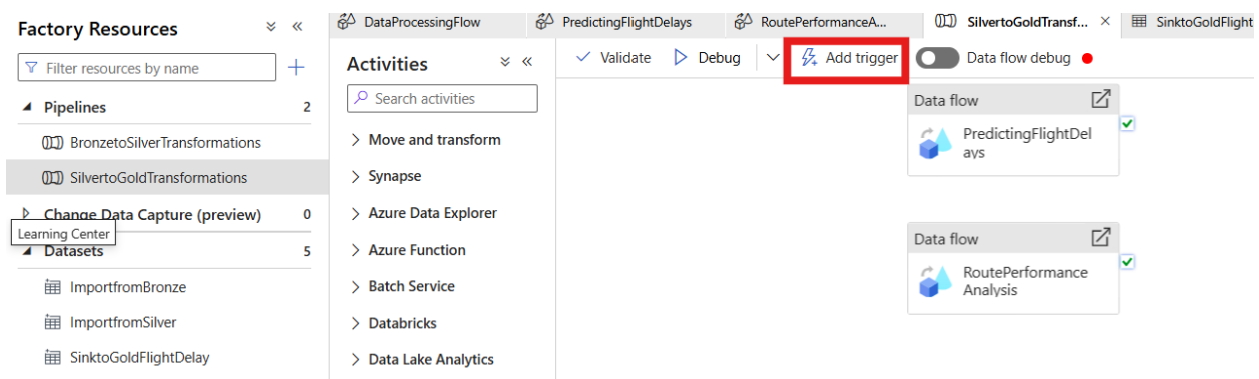 Factory Resources
Filter resources by name
Pipelines 2
BronzetoSilverTransformations
SilvertoGoldTransformations
Change Data Capture (preview) 0
Learning Center
Datasets 5
ImportfromBronze
ImportfromSilver
SinktoGoldFlightDelay
DataProcessingFlow PredictingFlightDelays RoutePerformanceA... SilvertoGoldTransf... SinktoGoldFlight
Activities
Search activities
Move and transform
Synapse
Azure Data Explorer
Azure Function
Batch Service
Databricks
Data Lake Analytics
Validate Debug Add trigger Data flow debug
Data flow
PredictingFlightDel
ays
Data flow
RoutePerformance
Analysis